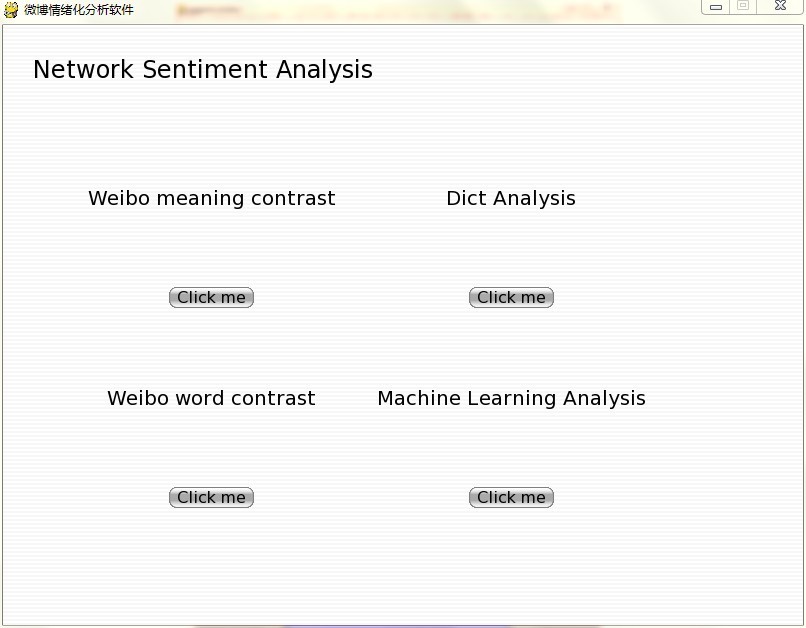 微博情绪化分析软件
Network Sentiment Analysis
Weibo meaning contrast
Dict Analysis
Click me
Click me
Weibo word contrast
Machine Learning Analysis
Click me
Click me